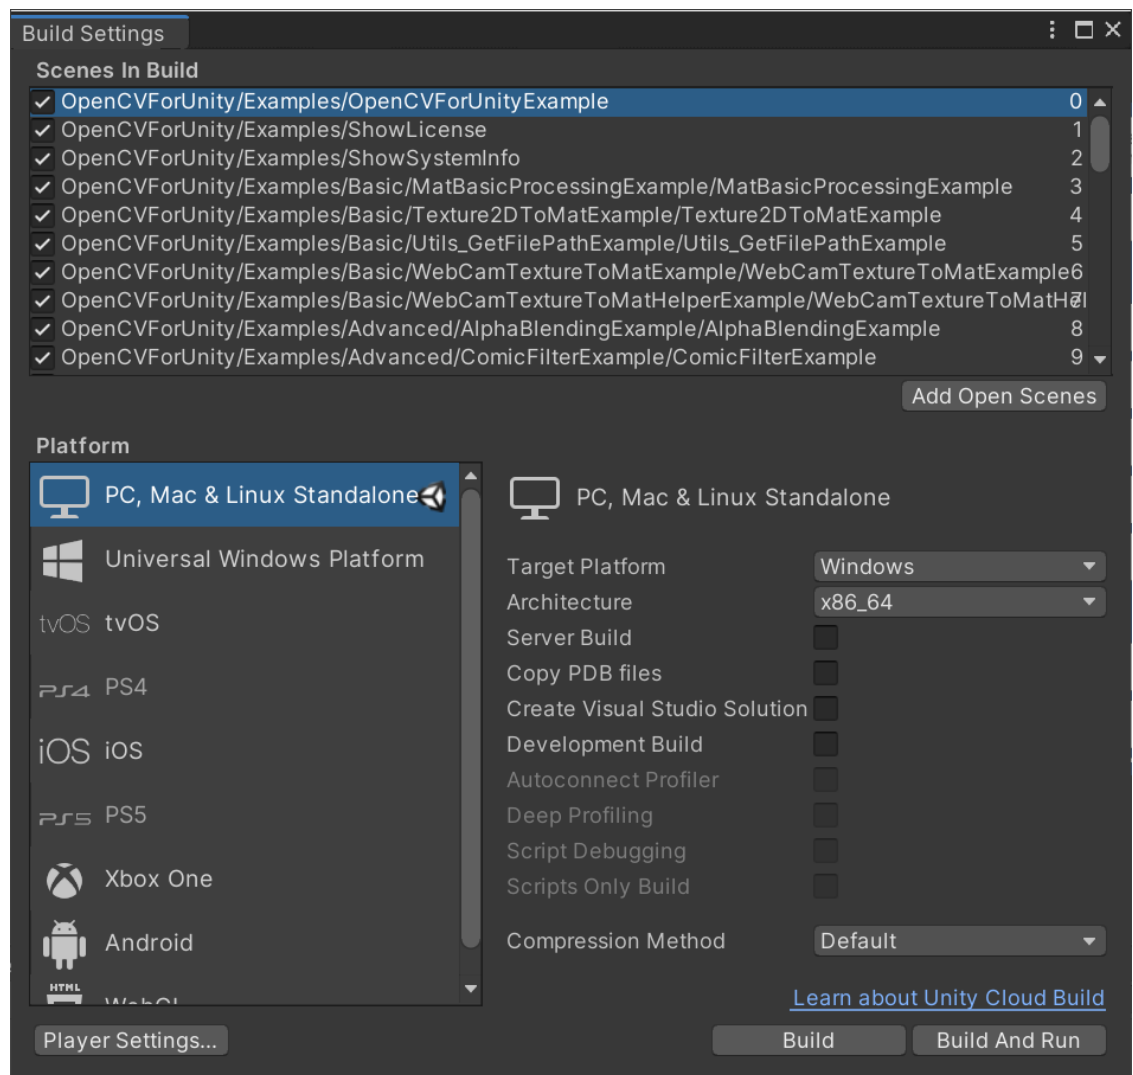 Build Settings
Scenes In Build
OpenCVForUnity/Examples/OpenCVForUnityExample 0
OpenCVForUnity/Examples/ShowLicense 1
OpenCVForUnity/Examples/ShowSystemInfo 2
OpenCVForUnity/Examples/Basic/MatBasicProcessingExample/MatBasicProcessingExample 3
OpenCVForUnity/Examples/Basic/Texture2DToMatExample/Texture2DToMatExample 4
OpenCVForUnity/Examples/Basic/Utils_GetFilePathExample/Utils_GetFilePathExample 5
OpenCVForUnity/Examples/Basic/WebCamTextureToMatExample/WebCamTextureToMatExample 6
OpenCVForUnity/Examples/Basic/WebCamTextureToMatHelperExample/WebCamTextureToMatHel 7
OpenCVForUnity/Examples/Advanced/AlphaBlendingExample/AlphaBlendingExample 8
OpenCVForUnity/Examples/Advanced/ComicFilterExample/ComicFilterExample 9
Add Open Scenes
Platform
PC, Mac & Linux Standalone
Universal Windows Platform
tvOS tvOS
PS4 PS4
iOS iOS
PS5 PS5
Xbox One
Android
HTML
WebGL
PC, Mac & Linux Standalone
Target Platform Windows
Architecture x86_64
Server Build
Copy PDB files
Create Visual Studio Solution
Development Build
Autoconnect Profiler
Deep Profiling
Script Debugging
Scripts Only Build
Compression Method Default
Learn about Unity Cloud Build
Player Settings... Build Build And Run